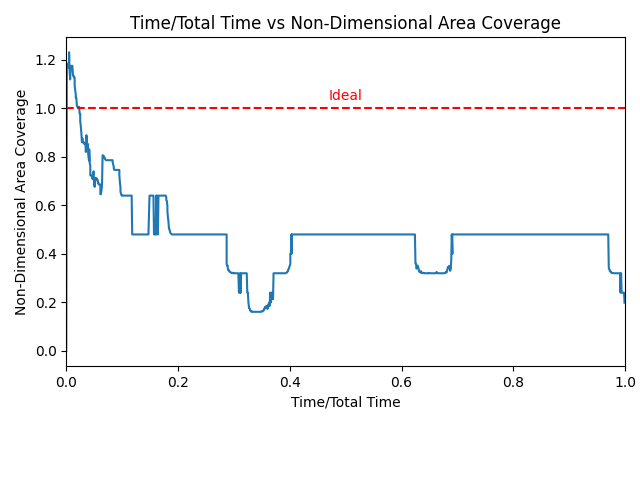 Time/Total Time vs Non-Dimensional Area Coverage
Non-Dimensional Area Coverage
1.2
1.0
0.8
0.6
0.4
0.2
0.0
Ideal
0.0 0.2 0.4 0.6 0.8 1.0
Time/Total Time